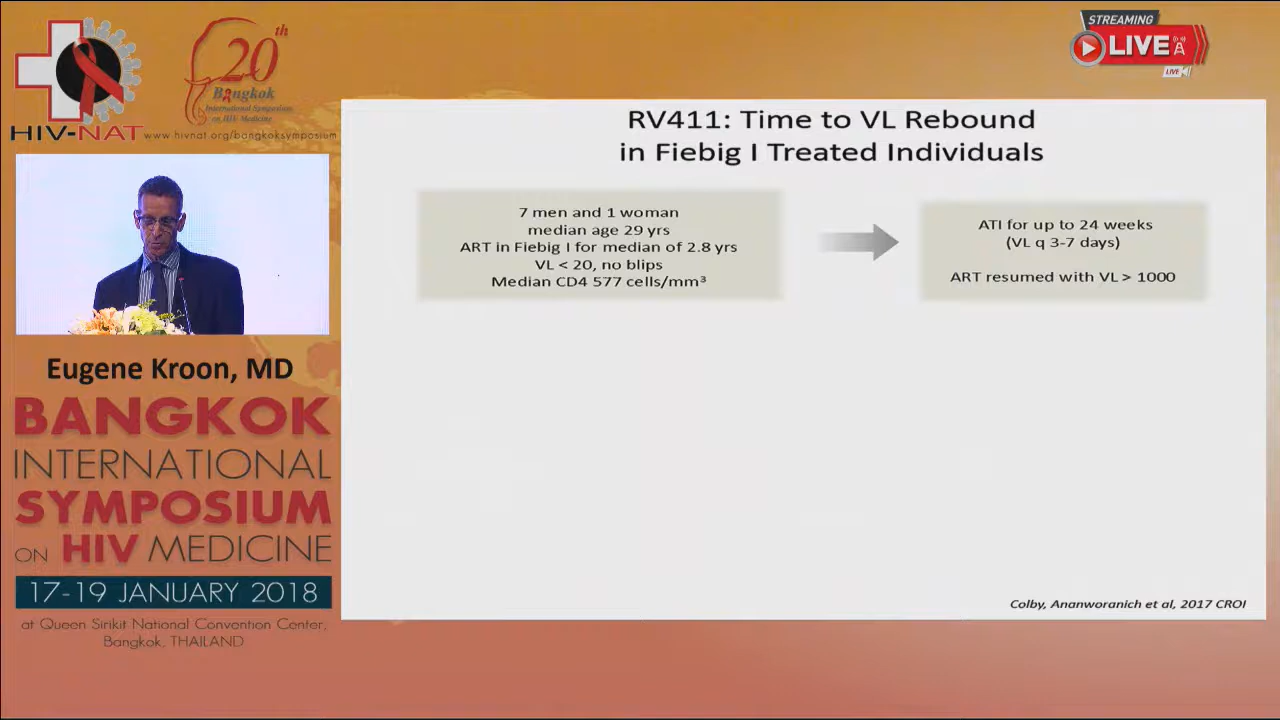 HIV-NAT
20th
Bangkok
International Symposium
on HIV Medicine
www.hivnat.org/bangkoksymposium
STREAMING
LIVE
LIVE
RV411: Time to VL Rebound
in Fiebig I Treated Individuals
7 men and 1 woman
median age 29 yrs
ART in Fiebig I for median of 2.8 yrs
VL < 20, no blips
Median CD4 577 cells/mm³
ATI for up to 24 weeks
(VL q 3-7 days)
ART resumed with VL > 1000
Colby, Ananworanich et al, 2017 CROI
Eugene Kroon, MD
BANGKOK
INTERNATIONAL
SYMPOSIUM
ON HIV MEDICINE
17-19 JANUARY 2018
at Queen Sirikit National Convention Center,
Bangkok, THAILAND